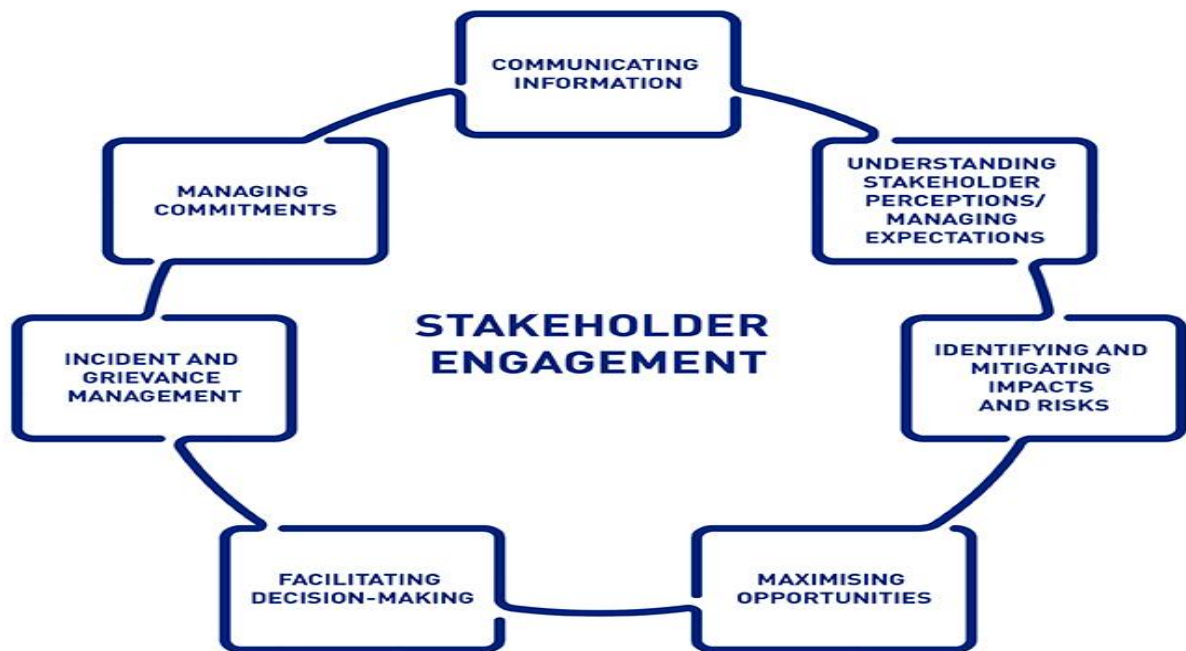 COMMUNICATING
INFORMATION
UNDERSTANDING
STAKEHOLDER
PERCEPTIONS/
MANAGING
EXPECTATIONS
IDENTIFYING AND
MITIGATING
IMPACTS
AND RISKS
MAXIMISING
OPPORTUNITIES
FACILITATING
DECISION-MAKING
INCIDENT AND
GRIEVANCE
MANAGEMENT
MANAGING
COMMITMENTS
STAKEHOLDER
ENGAGEMENT